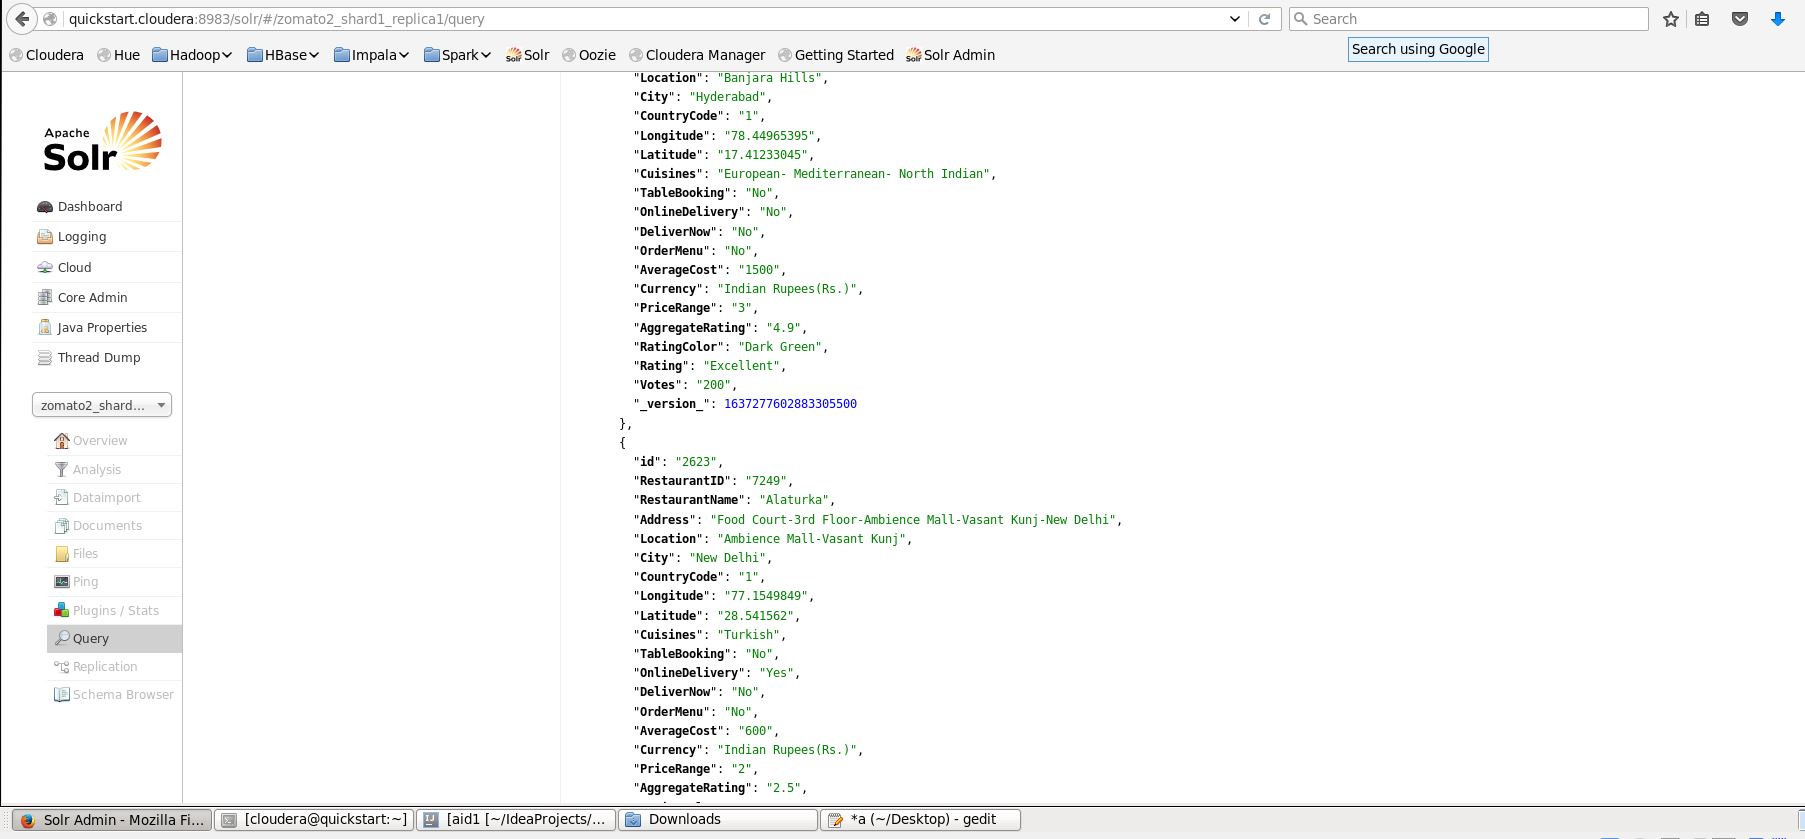 quickstart.cloudera:8983/solr/#/zomato2_shard1_replica1/query
Search
Cloudera Hue Hadoop HBase Impala Spark Solr Oozie Cloudera Manager Getting Started Solr Admin
Search using Google
Apache
Solr
Dashboard
Logging
Cloud
Core Admin
Java Properties
Thread Dump
zomato2_shard...
Overview
Analysis
Dataimport
Documents
Files
Ping
Plugins / Stats
Query
Replication
Schema Browser
"Location": "Banjara Hills",
"City": "Hyderabad",
"CountryCode": "1",
"Longitude": "78.44965395",
"Latitude": "17.41233045",
"Cuisines": "European- Mediterranean- North Indian",
"TableBooking": "No",
"OnlineDelivery": "No",
"DeliverNow": "No",
"OrderMenu": "No",
"AverageCost": "1500",
"Currency": "Indian Rupees(Rs.)",
"PriceRange": "3",
"AggregateRating": "4.9",
"RatingColor": "Dark Green",
"Rating": "Excellent",
"Votes": "200",
"_version_": 1637277602883305500
},
{
"id": "2623",
"RestaurantID": "7249",
"RestaurantName": "Alaturka",
"Address": "Food Court-3rd Floor-Ambience Mall-Vasant Kunj-New Delhi",
"Location": "Ambience Mall-Vasant Kunj",
"City": "New Delhi",
"CountryCode": "1",
"Longitude": "77.1549849",
"Latitude": "28.541562",
"Cuisines": "Turkish",
"TableBooking": "No",
"OnlineDelivery": "Yes",
"DeliverNow": "No",
"OrderMenu": "No",
"AverageCost": "600",
"Currency": "Indian Rupees(Rs.)",
"PriceRange": "2",
"AggregateRating": "2.5",
Solr Admin - Mozilla Fi... [cloudera@quickstart:~] [aid1 [~/IdeaProjects/... Downloads *a (~/Desktop) - gedit